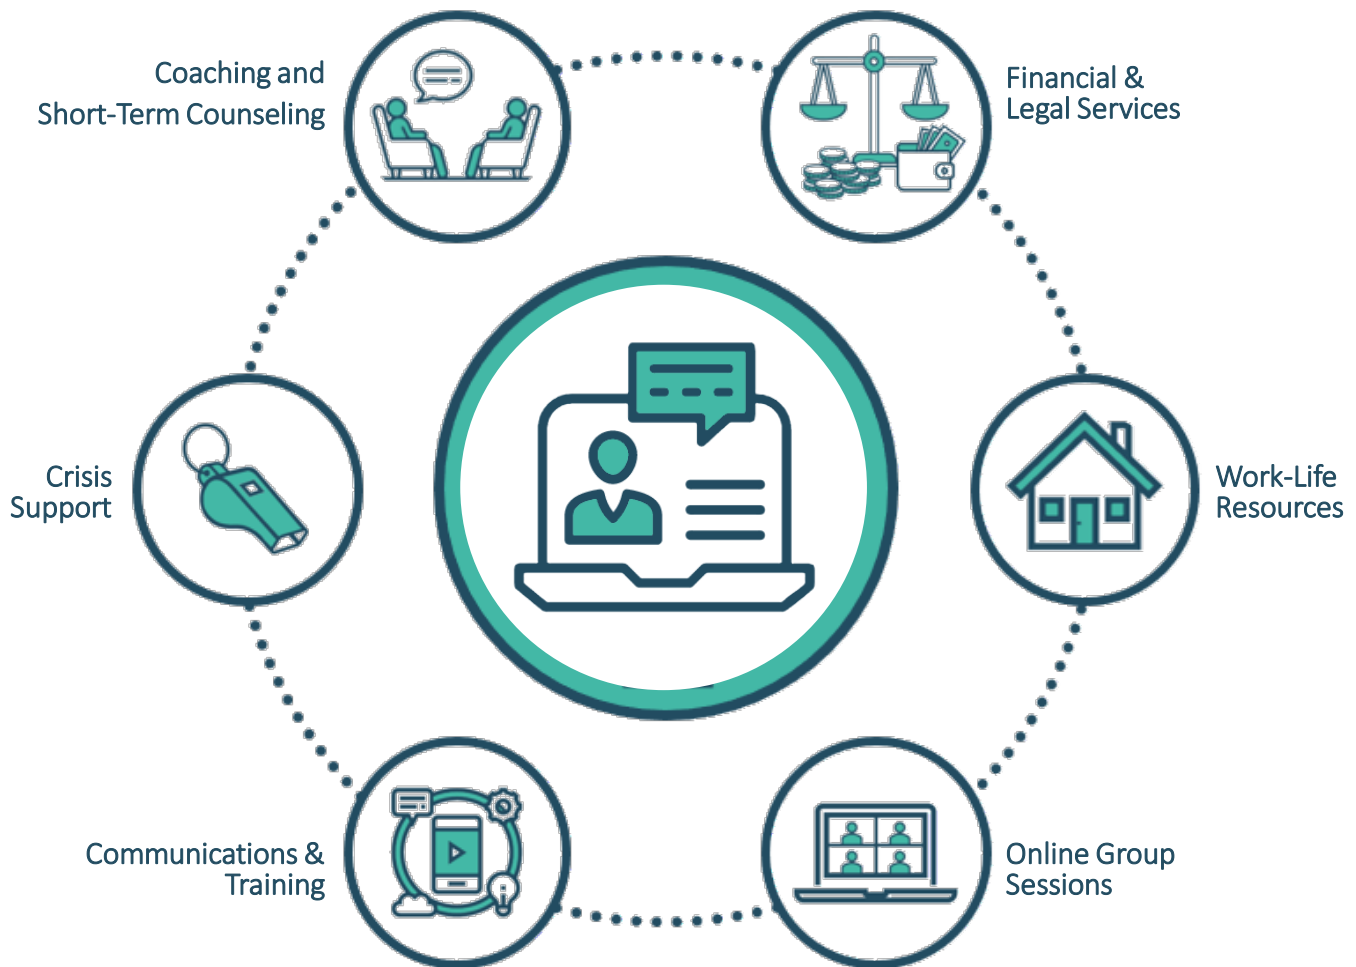 Coaching and
Short-Term Counseling
Financial &
Legal Services
Crisis
Support
Work-Life
Resources
Communications &
Training
Online Group
Sessions